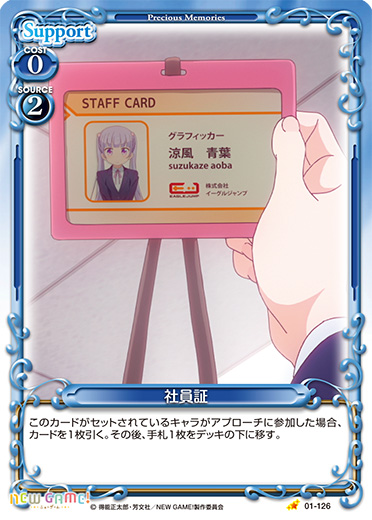 Precious Memories
Support
COST
0
SOURCE
2
STAFF CARD
グラフィッカー
涼風 青葉
suzukaze aoba
EAGLEJUMP
株式会社
イーグルジャンプ
社員証
このカードがセットされているキャラがアプローチに参加した場合、
カードを1枚引く。その後、手札1枚をデッキの下に移す。
NEW GAME!
© 得能正太郎・芳文社/NEW GAME!製作委員会
01-126